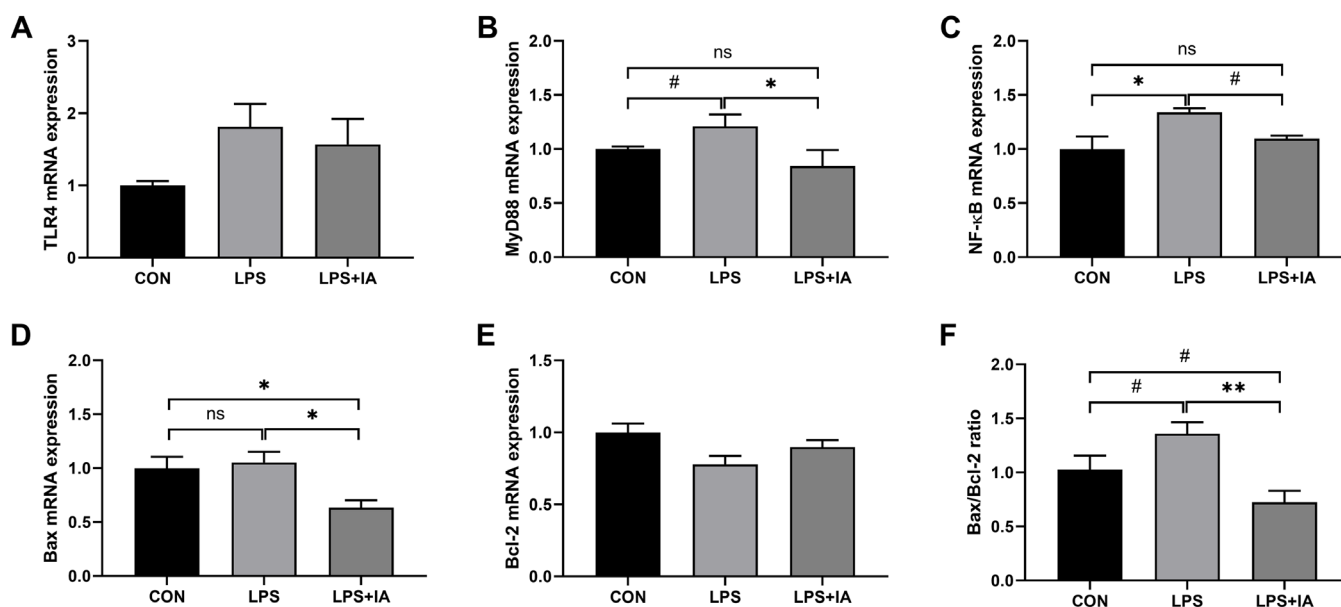 A
TLR4 mRNA expression
3
2
1
0
CON LPS LPS+IA
B
MyD88 mRNA expression
2.0
1.5
1.0
0.5
0.0
ns
# *
CON LPS LPS+IA
C
NF-κB mRNA expression
2.0
1.5
1.0
0.5
0.0
ns
* #
CON LPS LPS+IA
D
Bax mRNA expression
2.0
1.5
1.0
0.5
0.0
*
ns *
CON LPS LPS+IA
E
Bcl-2 mRNA expression
1.5
1.0
0.5
0.0
CON LPS LPS+IA
F
Bax/Bcl-2 ratio
2.0
1.5
1.0
0.5
0.0
#
# **
CON LPS LPS+IA